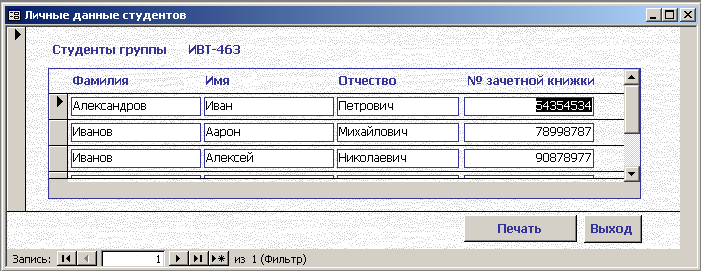 Личные данные студентов
Студенты группы ИВТ-463
Фамилия Имя Отчество № зачетной книжки
Александров Иван Петрович 54354534
Иванов Аарон Михайлович 78998787
Иванов Алексей Николаевич 90878977
Печать Выход
Запись: 1 из 1 (Фильтр)